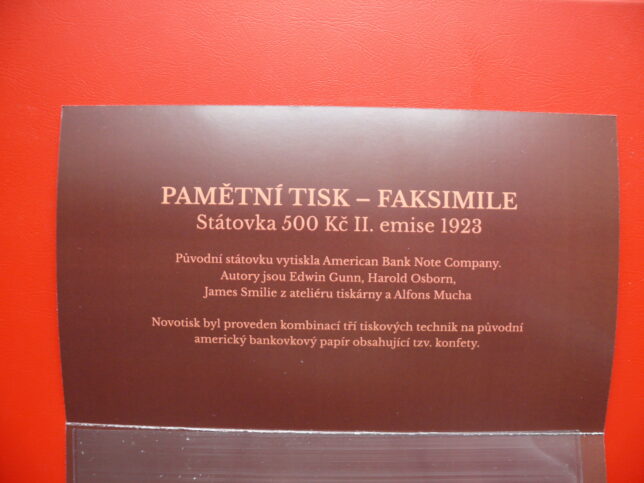 PAMĚTNÍ TISK – FAKSIMILE
Státovka 500 Kč II. emise 1923
Původní státovku vytiskla American Bank Note Company.
Autory jsou Edwin Gunn, Harold Osborn,
James Smilie z ateliéru tiskárny a Alfons Mucha
Novotisk byl proveden kombinací tří tiskových technik na původní
americký bankovkový papír obsahující tzv. konfety.